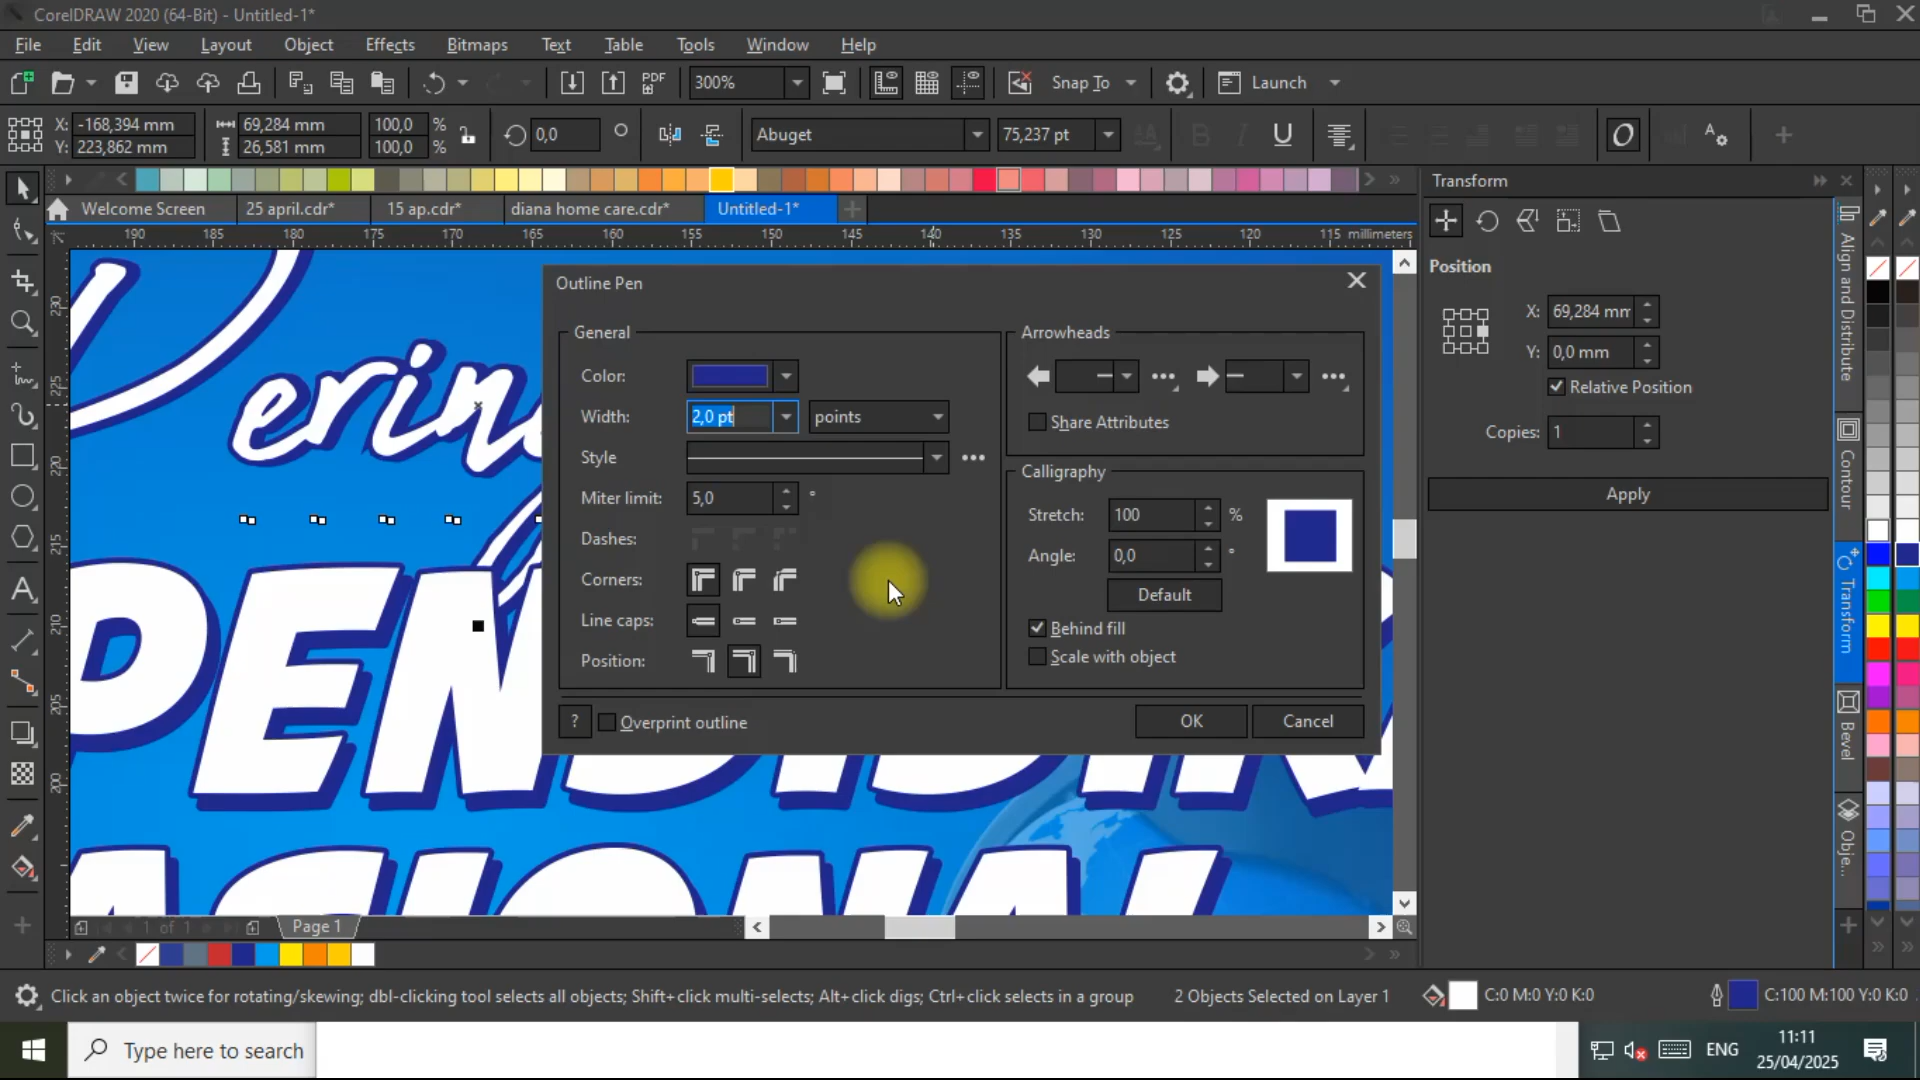 CorelDRAW 2020 (64-Bit) - Untitled-1*
File Edit View Layout Object Effects Bitmaps Text Table Tools Window Help
PDF 300% Snap To Launch
X: -168,394 mm 69,284 mm 100,0 % 0,0 Abuget 75,237 pt B I U O
Y: 223,862 mm 26,581 mm 100,0 %
Welcome Screen 25 april.cdr* 15 ap.cdr* diana home care.cdr* Untitled-1*
190 185 180 175 170 165 160 155 150 145 140 135 130 125 120 115 millimeters
230
225
220
215
210
205
200
Outline Pen
General
Color:
Width: 2,0 pt points
Style
Miter limit: 5,0 °
Dashes:
Corners:
Line caps:
Position:
Arrowheads
Share Attributes
Calligraphy
Stretch: 100 %
Angle: 0,0 °
Default
Behind fill
Scale with object
? Overprint outline OK Cancel
Transform
Position
X: 69,284 mm
Y: 0,0 mm
Relative Position
Copies: 1
Apply
Align and Distribute
Contour
Transform
Bevel
Obje...
1 of 1 Page 1
Click an object twice for rotating/skewing; dbl-clicking tool selects all objects; Shift+click multi-selects; Alt+click digs; Ctrl+click selects in a group 2 Objects Selected on Layer 1 C:0 M:0 Y:0 K:0 C:100 M:100 Y:0 K:0
Type here to search ENG 11:11
25/04/2025